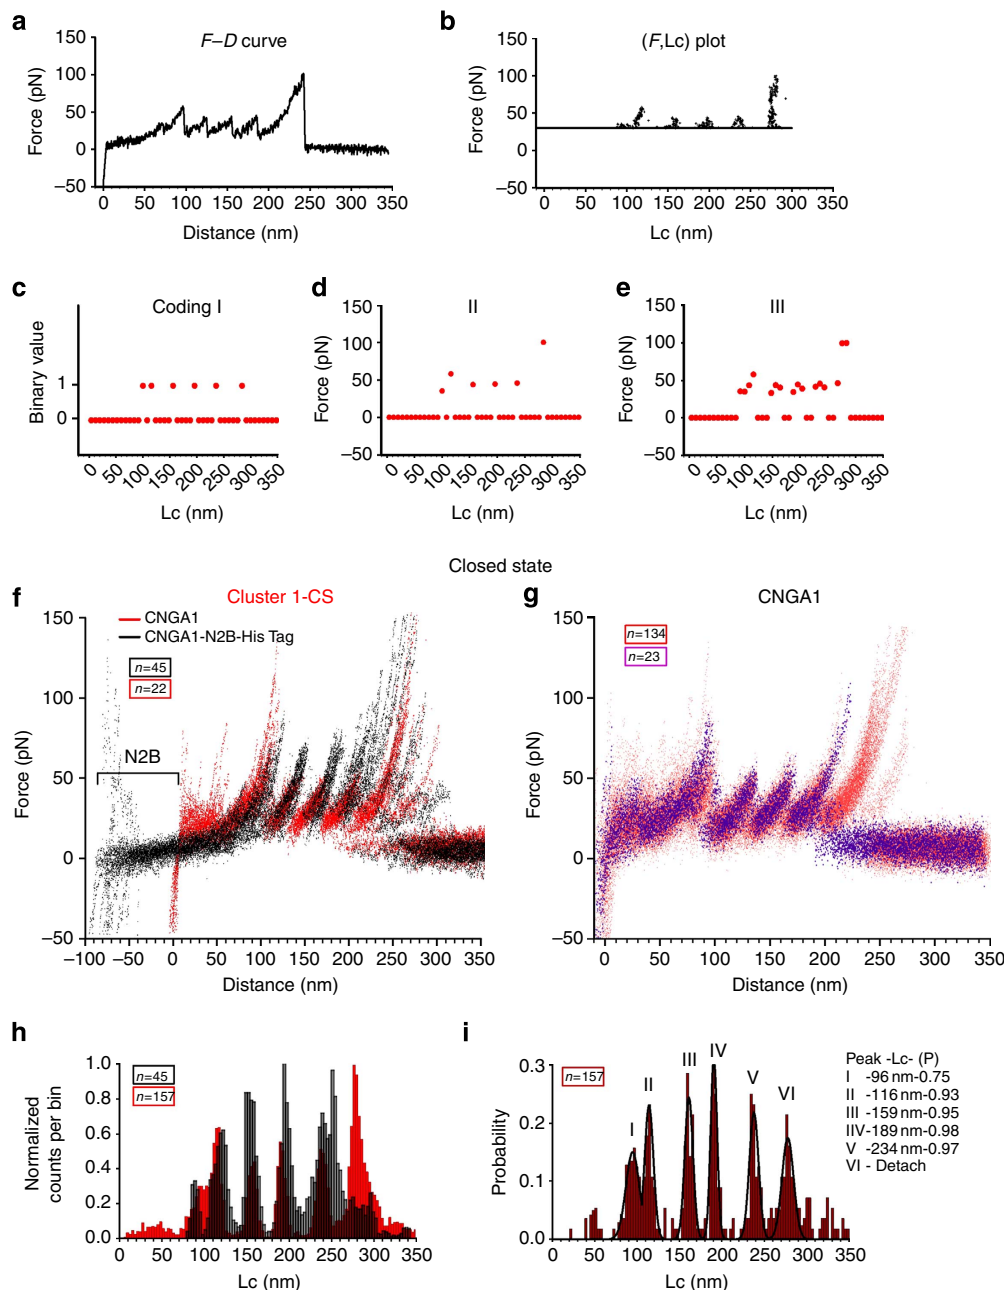 a
F–D curve
150
100
50
0
–50
Force (pN)
0 50 100 150 200 250 300 350
Distance (nm)
b
(F,Lc) plot
150
100
50
0
–50
Force (pN)
0 50 100 150 200 250 300 350
Lc (nm)
c
Coding I
1
0
Binary value
0 50 100 150 200 250 300 350
Lc (nm)
d
II
150
100
50
0
–50
Force (pN)
0 50 100 150 200 250 300 350
Lc (nm)
e
III
150
100
50
0
–50
Force (pN)
0 50 100 150 200 250 300 350
Lc (nm)
Closed state
f
Cluster 1-CS
CNGA1
CNGA1-N2B-His Tag
n=45
n=22
N2B
150
100
50
0
–50
Force (pN)
–100 –50 0 50 100 150 200 250 300 350
Distance (nm)
g
CNGA1
n=134
n=23
150
100
50
0
–50
Force (pN)
0 50 100 150 200 250 300 350
Distance (nm)
h
n=45
n=157
1.0
0.8
0.6
0.4
0.2
0
Normalized
counts per bin
0 50 100 150 200 250 300 350
Lc (nm)
i
n=157
I
II
III
IV
V
VI
0.3
0.2
0.1
0
Probability
0 50 100 150 200 250 300 350
Lc (nm)
Peak -Lc- (P)
I -96 nm-0.75
II -116 nm-0.93
III -159 nm-0.95
IIV-189 nm-0.98
V -234 nm-0.97
VI - Detach